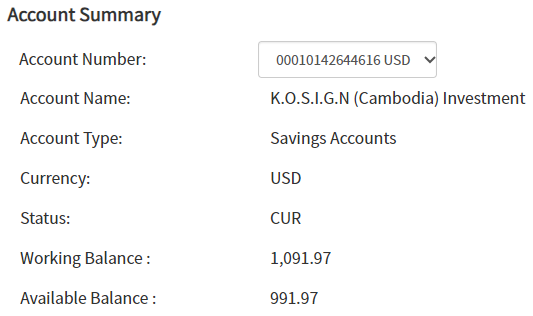 Account Summary
Account Number: 00010142644616 USD
Account Name: K.O.S.I.G.N (Cambodia) Investment
Account Type: Savings Accounts
Currency: USD
Status: CUR
Working Balance : 1,091.97
Available Balance : 991.97